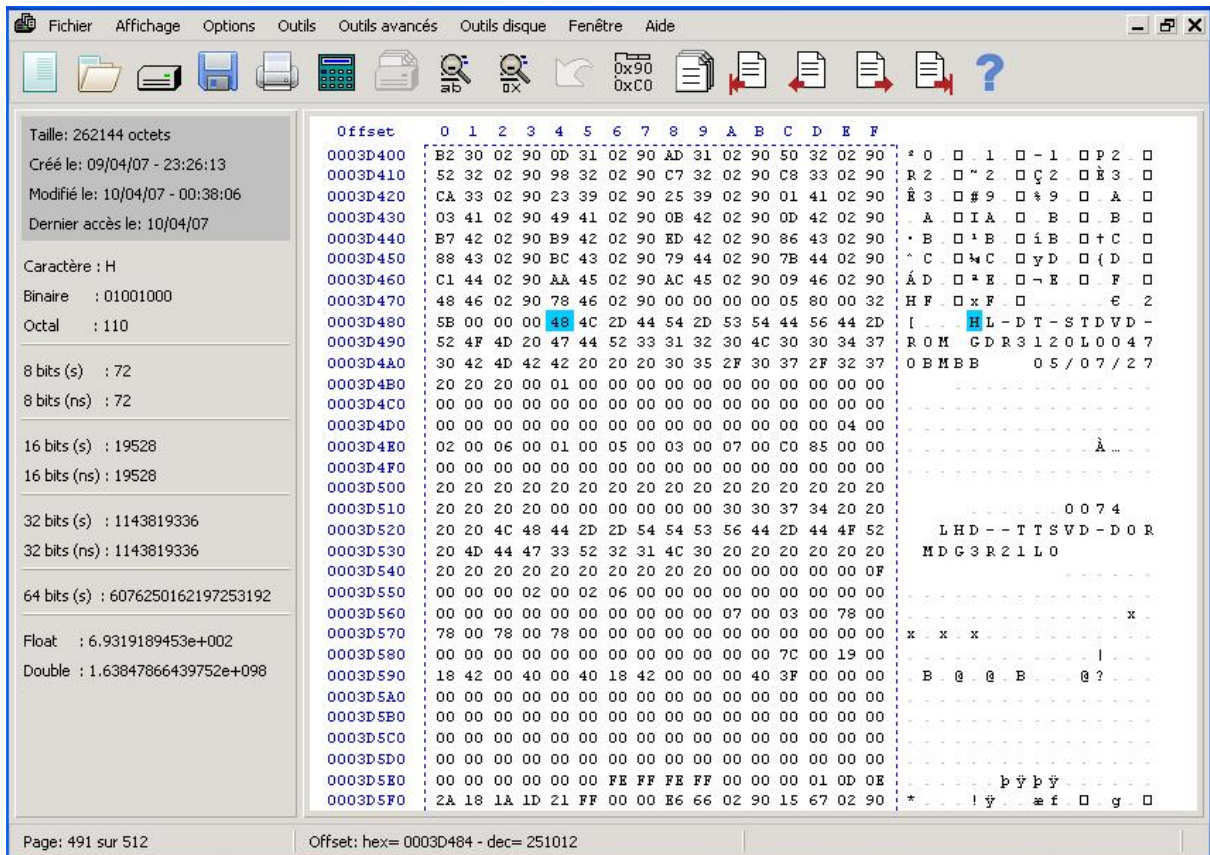 Fichier Affichage Options Outils Outils avancés Outils disque Fenêtre Aide
ab 0x 0x90 0xC0
Taille: 262144 octets
Créé le: 09/04/07 - 23:26:13
Modifié le: 10/04/07 - 00:38:06
Dernier accès le: 10/04/07
Caractère : H
Binaire : 01001000
Octal : 110
8 bits (s) : 72
8 bits (ns) : 72
16 bits (s) : 19528
16 bits (ns) : 19528
32 bits (s) : 1143819336
32 bits (ns) : 1143819336
64 bits (s) : 6076250162197253192
Float : 6.9319189453e+002
Double : 1.63847866439752e+098
Offset 0 1 2 3 4 5 6 7 8 9 A B C D E F
0003D400 B2 30 02 90 0D 31 02 90 AD 31 02 90 50 32 02 90 ² 0 . □ . 1 . □ - 1 . □ P 2 . □
0003D410 52 32 02 90 98 32 02 90 C7 32 02 90 C8 33 02 90 R 2 . □ ~ 2 . □ Ç 2 . □ È 3 . □
0003D420 CA 33 02 90 23 39 02 90 25 39 02 90 01 41 02 90 Ê 3 . □ # 9 . □ % 9 . □ . A . □
0003D430 03 41 02 90 49 41 02 90 0B 42 02 90 0D 42 02 90 . A . □ I A . □ . B . □ . B . □
0003D440 B7 42 02 90 B9 42 02 90 ED 42 02 90 86 43 02 90 · B . □ ¹ B . □ í B . □ † C . □
0003D450 88 43 02 90 BC 43 02 90 79 44 02 90 7B 44 02 90 ˆ C . □ ¼ C . □ y D . □ { D . □
0003D460 C1 44 02 90 AA 45 02 90 AC 45 02 90 09 46 02 90 Á D . □ ª E . □ ¬ E . □ . F . □
0003D470 48 46 02 90 78 46 02 90 00 00 00 00 05 80 00 32 H F . □ x F . □ . . . . . € . 2
0003D480 5B 00 00 00 48 4C 2D 44 54 2D 53 54 44 56 44 2D [ . . . H L - D T - S T D V D -
0003D490 52 4F 4D 20 47 44 52 33 31 32 30 4C 30 30 34 37 R O M G D R 3 1 2 0 L 0 0 4 7
0003D4A0 30 42 4D 42 42 20 20 20 30 35 2F 30 37 2F 32 37 0 B M B B 0 5 / 0 7 / 2 7
0003D4B0 20 20 20 00 01 00 00 00 00 00 00 00 00 00 00 00 . . . . . . . . . . . . .
0003D4C0 00 00 00 00 00 00 00 00 00 00 00 00 00 00 00 00 . . . . . . . . . . . . . . . .
0003D4D0 00 00 00 00 00 00 00 00 00 00 00 00 00 00 04 00 . . . . . . . . . . . . . . . .
0003D4E0 02 00 06 00 01 00 05 00 03 00 07 00 C0 85 00 00 . . . . . . . . . . . . À … . .
0003D4F0 00 00 00 00 00 00 00 00 00 00 00 00 00 00 00 00 . . . . . . . . . . . . . . . .
0003D500 20 20 20 20 20 20 20 20 20 20 20 20 20 20 20 20
0003D510 20 20 20 20 00 00 00 00 00 00 30 30 37 34 20 20 . . . . . . 0 0 7 4
0003D520 20 20 4C 48 44 2D 2D 54 54 53 56 44 2D 44 4F 52 L H D - - T T S V D - D O R
0003D530 20 4D 44 47 33 52 32 31 4C 30 20 20 20 20 20 20 M D G 3 R 2 1 L 0
0003D540 20 20 20 20 20 20 20 20 20 20 00 00 00 00 00 0F . . . . . .
0003D550 00 00 00 02 00 02 06 00 00 00 00 00 00 00 00 00 . . . . . . . . . . . . . . . .
0003D560 00 00 00 00 00 00 00 00 00 00 07 00 03 00 78 00 . . . . . . . . . . . . . . x .
0003D570 78 00 78 00 78 00 00 00 00 00 00 00 00 00 00 00 x . x . x . . . . . . . . . . .
0003D580 00 00 00 00 00 00 00 00 00 00 00 00 7C 00 19 00 . . . . . . . . . . . . | . . .
0003D590 18 42 00 40 00 40 18 42 00 00 00 40 3F 00 00 00 . B . @ . @ . B . . . @ ? . . .
0003D5A0 00 00 00 00 00 00 00 00 00 00 00 00 00 00 00 00 . . . . . . . . . . . . . . . .
0003D5B0 00 00 00 00 00 00 00 00 00 00 00 00 00 00 00 00 . . . . . . . . . . . . . . . .
0003D5C0 00 00 00 00 00 00 00 00 00 00 00 00 00 00 00 00 . . . . . . . . . . . . . . . .
0003D5D0 00 00 00 00 00 00 00 00 00 00 00 00 00 00 00 00 . . . . . . . . . . . . . . . .
0003D5E0 00 00 00 00 00 00 FE FF FE FF 00 00 00 01 0D 0E . . . . . . þ ÿ þ ÿ . . . . . .
0003D5F0 2A 18 1A 1D 21 FF 00 00 E6 66 02 90 15 67 02 90 * . . . ! ÿ . . æ f . □ . g . □
Page: 491 sur 512 Offset: hex= 0003D484 - dec= 251012